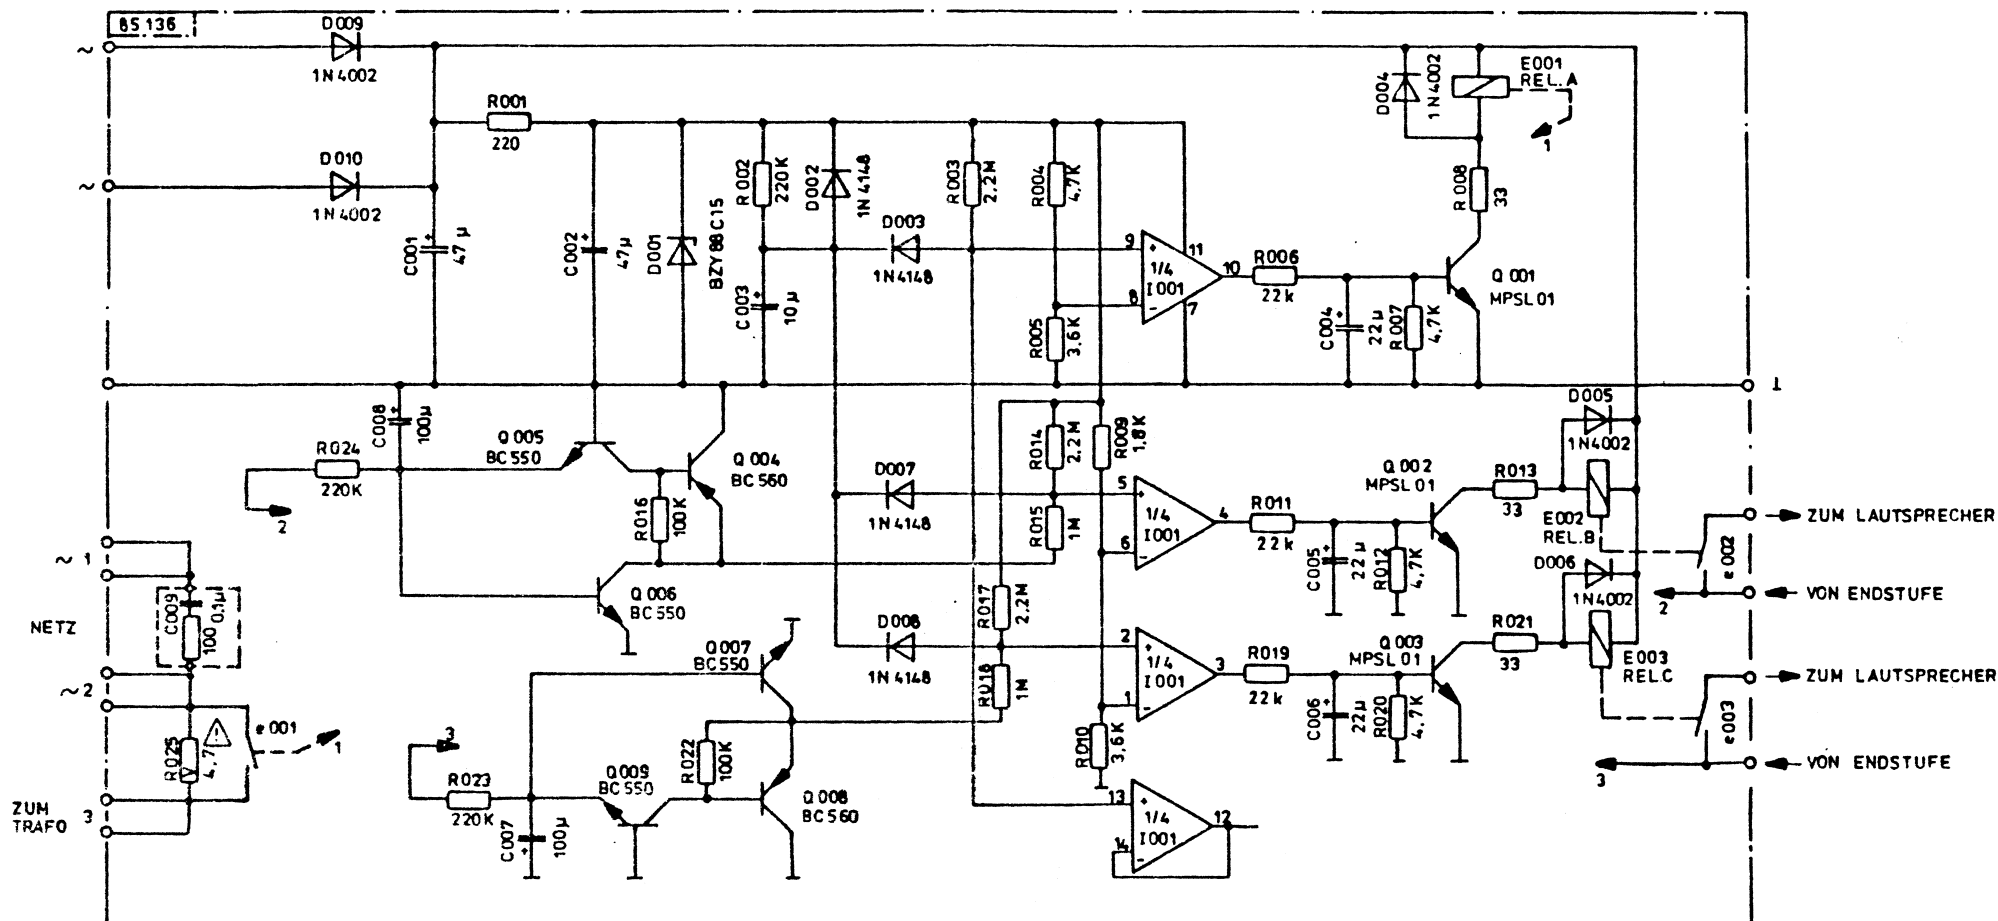 85.136
D009
1N4002
~
~
D010
1N4002
R001
220
C001
+
47µ
C002
+
47µ
D001
BZY88C15
R002
220K
C003
+
10µ
D002
1N4148
D003
1N4148
R003
2.2M
R004
4.7K
R005
3.6K
9
8
+
-
1/4
I001
11
7
10
R006
22k
C004
+
22µ
R007
4.7K
Q001
MPSL01
R008
33
D004
1N4002
E001
REL.A
1
⊥
C008
+
100µ
R024
220K
2
Q005
BC550
Q004
BC560
R016
100K
Q006
BC550
D007
1N4148
R014
2.2M
R015
1M
R009
1.8K
5
6
+
-
1/4
I001
4
R011
22k
C005
+
22µ
R012
4.7K
Q002
MPSL01
R013
33
D005
1N4002
E002
REL.B
e002
ZUM LAUTSPRECHER
2
VON ENDSTUFE
~ 1
NETZ
C009
0.1µ
100
~2
R025
4.7
e001
1
ZUM
TRAFO
3
Q007
BC550
D008
1N4148
R017
2.2M
R018
1M
2
1
+
-
1/4
I001
3
R019
22k
C006
+
22µ
R020
4.7K
Q003
MPSL01
R021
33
D006
1N4002
E003
REL.C
e003
ZUM LAUTSPRECHER
3
VON ENDSTUFE
3
R023
220K
C007
+
100µ
Q009
BC550
R022
100K
Q008
BC560
R010
3.6K
13
14
+
-
1/4
I001
12